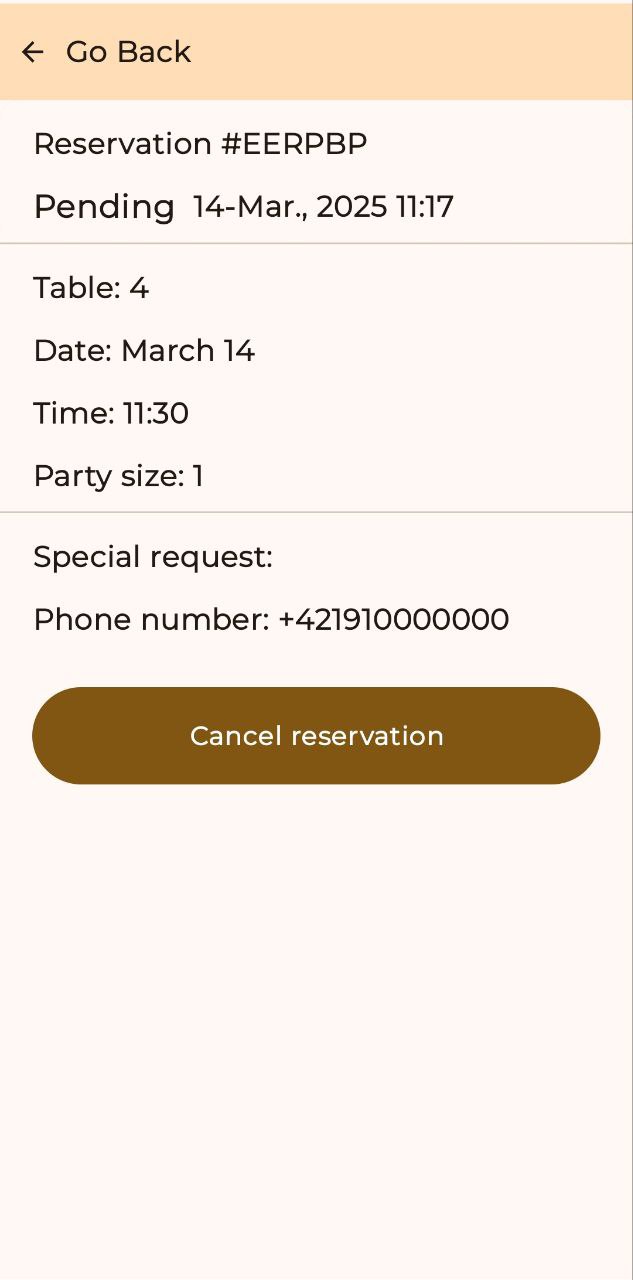 Go Back
Reservation #EERPBP
Pending 14-Mar., 2025 11:17
Table: 4
Date: March 14
Time: 11:30
Party size: 1
Special request:
Phone number: +421910000000
Cancel reservation